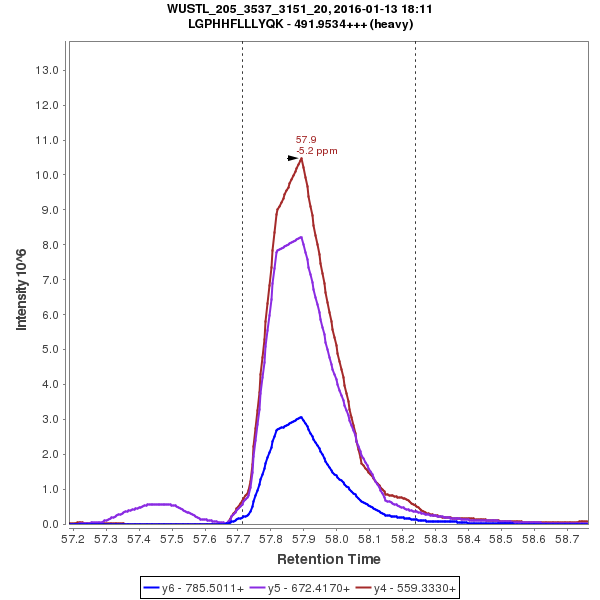 WUSTL_205_3537_3151_20, 2016-01-13 18:11
LGPHHFLLLYQK - 491.9534+++ (heavy)
13.0
12.0
11.0
10.0
9.0
8.0
7.0
6.0
5.0
4.0
3.0
2.0
1.0
0.0
Intensity 10^6
57.9
-5.2 ppm
57.2 57.3 57.4 57.5 57.6 57.7 57.8 57.9 58.0 58.1 58.2 58.3 58.4 58.5 58.6 58.7
Retention Time
y6 - 785.5011+ y5 - 672.4170+ y4 - 559.3330+